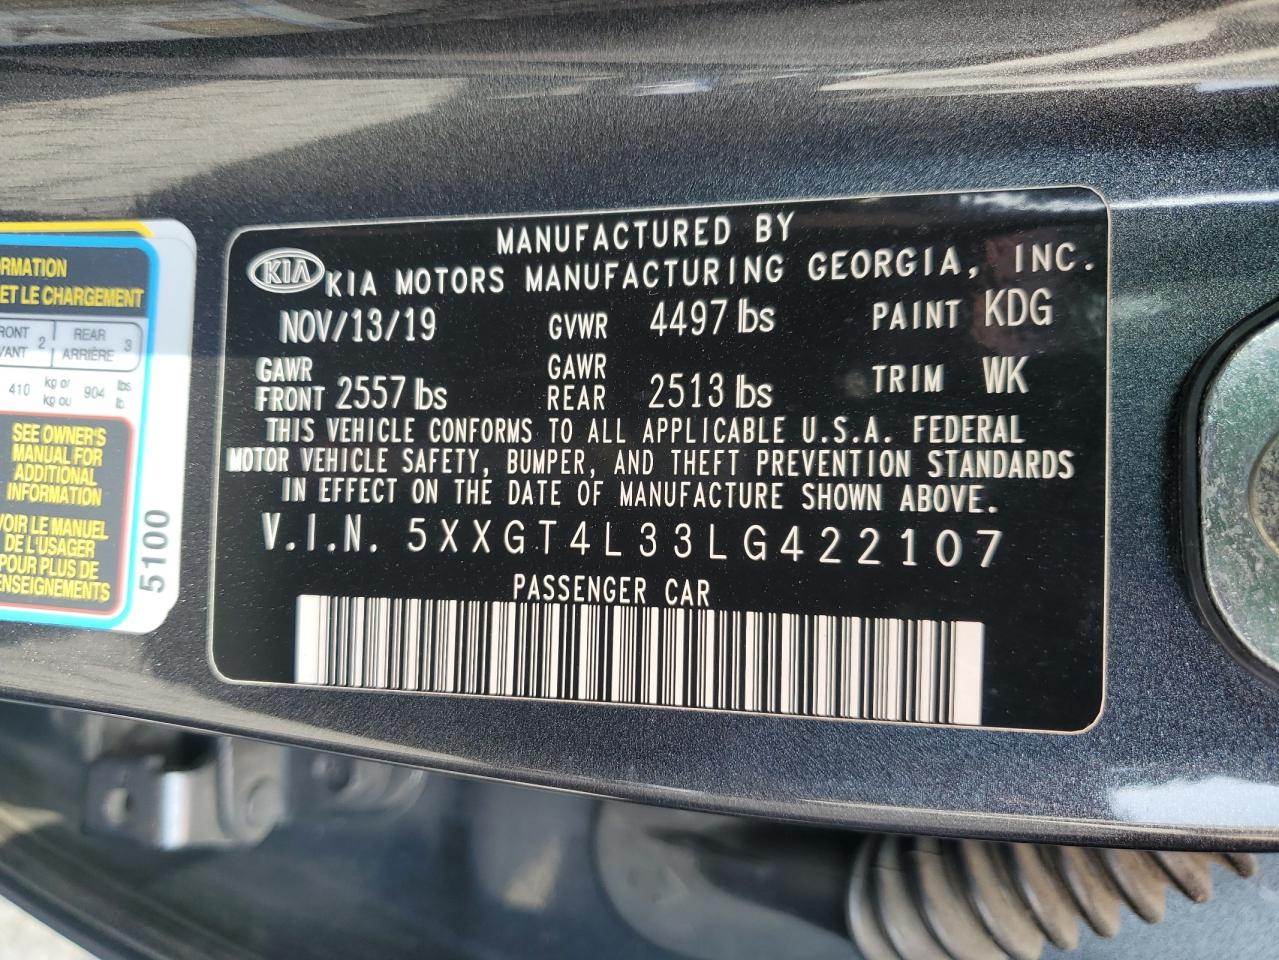 MANUFACTURED BY
KIA KIA MOTORS MANUFACTURING GEORGIA, INC.
NOV/13/19 GVWR 4497 lbs PAINT KDG
GAWR FRONT 2557 lbs GAWR REAR 2513 lbs TRIM WK
THIS VEHICLE CONFORMS TO ALL APPLICABLE U.S.A. FEDERAL
MOTOR VEHICLE SAFETY, BUMPER, AND THEFT PREVENTION STANDARDS
IN EFFECT ON THE DATE OF MANUFACTURE SHOWN ABOVE.
V.I.N. 5XXGT4L33LG422107
PASSENGER CAR
ET LE CHARGEMENT
2 REAR 3
ARRIÈRE
410 kg or 904 lbs.
kg ou lb.
SEE OWNER'S
MANUAL FOR
ADDITIONAL
INFORMATION
VOIR LE MANUEL
DE L'USAGER
POUR PLUS DE
5100